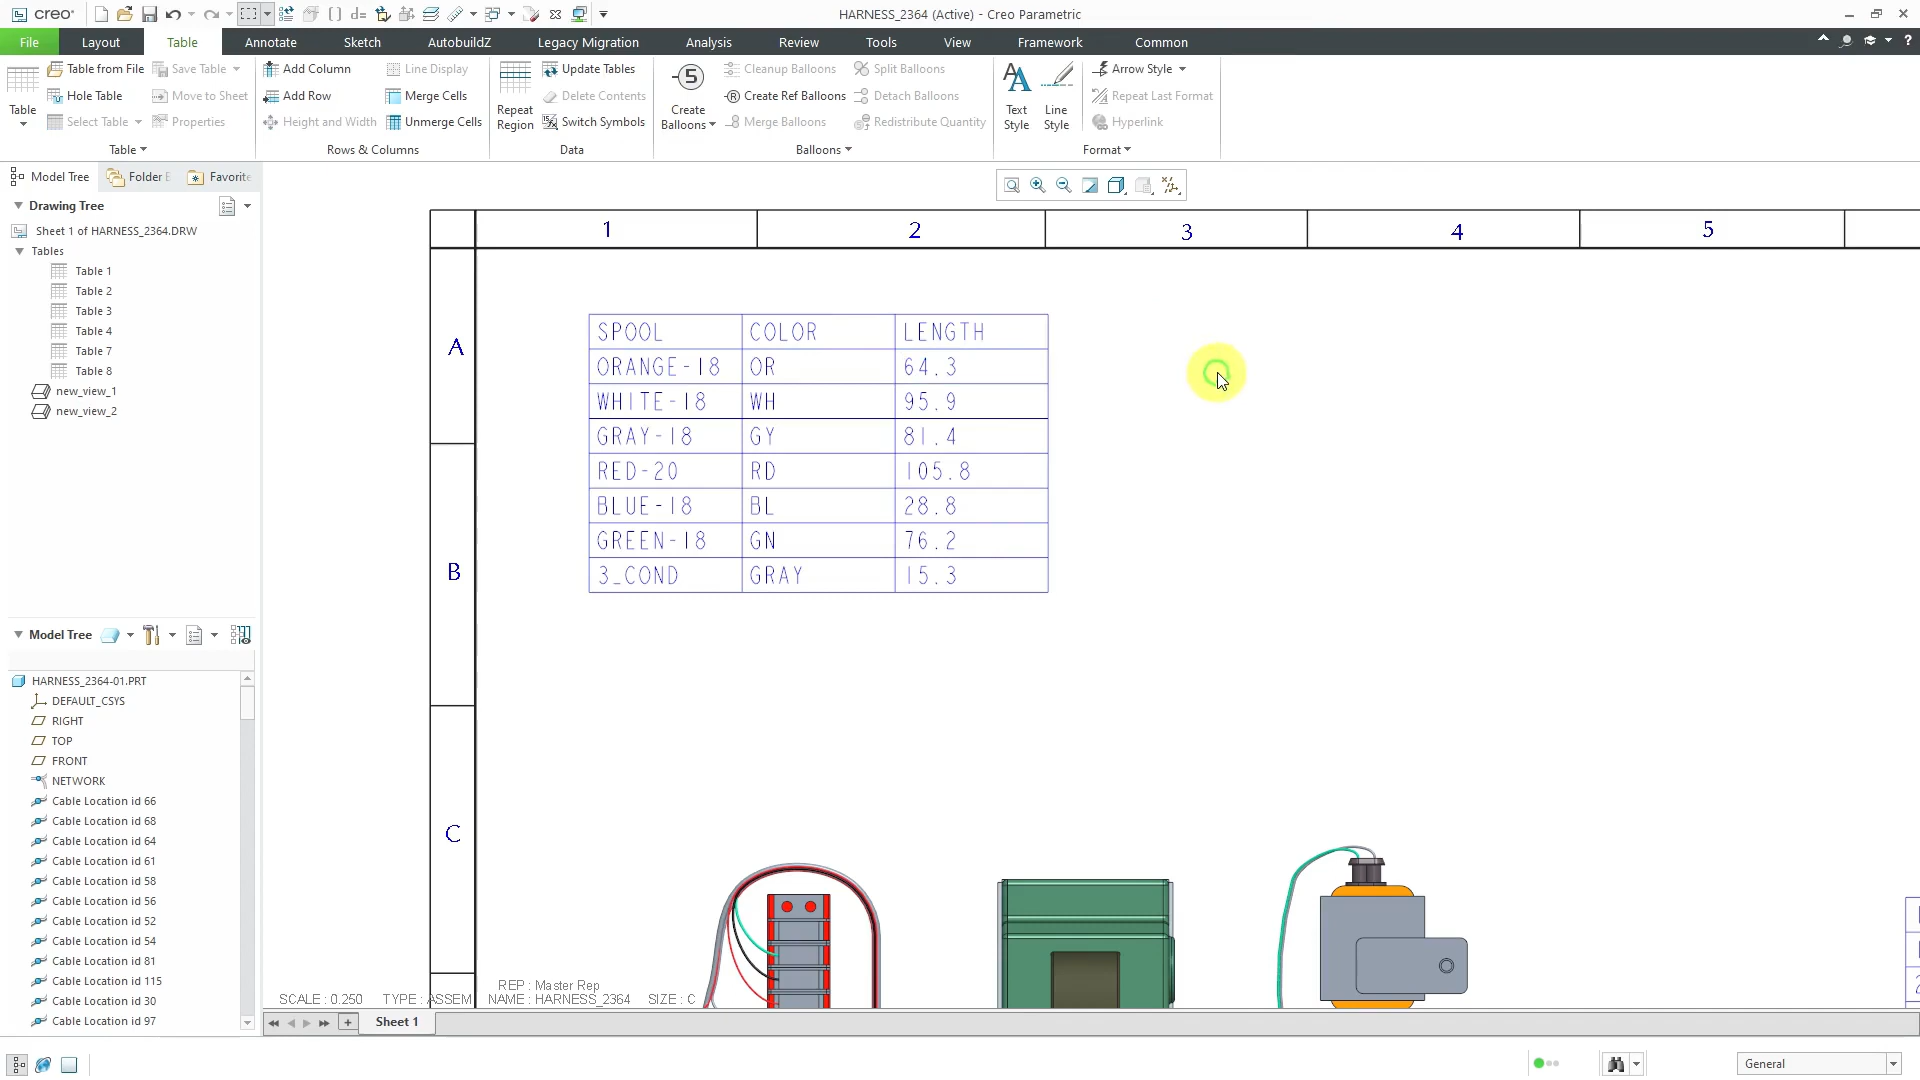 creo®
HARNESS_2364 (Active) - Creo Parametric
File Layout Table Annotate Sketch AutobuildZ Legacy Migration Analysis Review Tools View Framework Common
Table
Table from File
Hole Table
Select Table
Save Table
Move to Sheet
Properties
Table
Add Column
Add Row
Height and Width
Line Display
Merge Cells
Unmerge Cells
Rows & Columns
Repeat Region
Update Tables
Delete Contents
Switch Symbols
Data
5
Create Balloons
Cleanup Balloons
Create Ref Balloons
Merge Balloons
Split Balloons
Detach Balloons
Redistribute Quantity
Balloons
Text Style
Line Style
Arrow Style
Repeat Last Format
Hyperlink
Format
Model Tree
Folder
Favorite
Drawing Tree
Sheet 1 of HARNESS_2364.DRW
Tables
Table 1
Table 2
Table 3
Table 4
Table 7
Table 8
new_view_1
new_view_2
Model Tree
HARNESS_2364-01.PRT
DEFAULT_CSYS
RIGHT
TOP
FRONT
NETWORK
Cable Location id 66
Cable Location id 68
Cable Location id 64
Cable Location id 61
Cable Location id 58
Cable Location id 56
Cable Location id 52
Cable Location id 54
Cable Location id 81
Cable Location id 115
Cable Location id 30
Cable Location id 97
1 2 3 4 5
A
B
C
SPOOL COLOR LENGTH
ORANGE-18 OR 64.3
WHITE-18 WH 95.9
GRAY-18 GY 81.4
RED-20 RD 105.8
BLUE-18 BL 28.8
GREEN-18 GN 76.2
3_COND GRAY 15.3
REP : Master Rep
SCALE : 0.250 TYPE : ASSEM NAME : HARNESS_2364 SIZE : C
Sheet 1
General